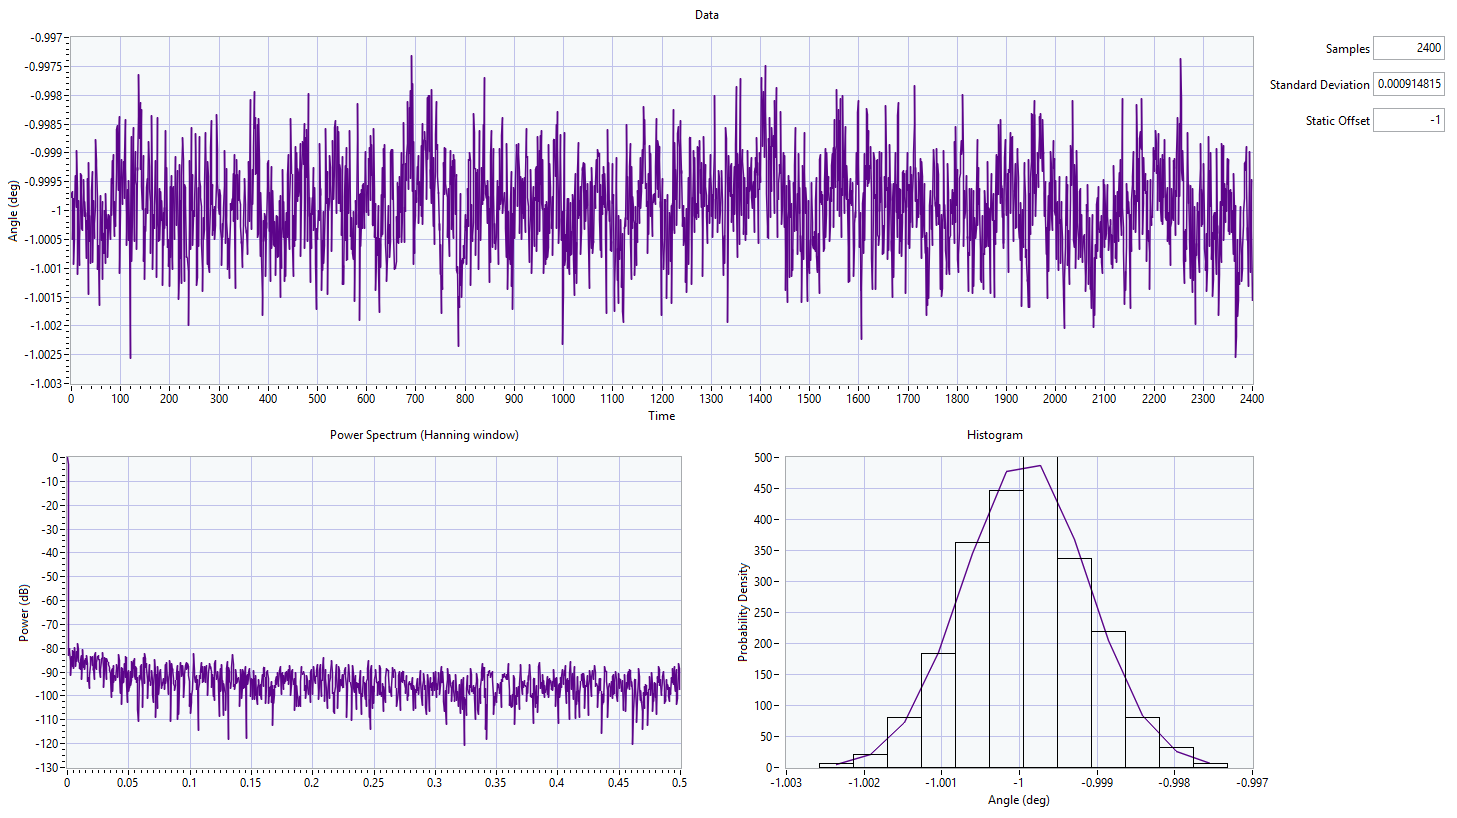 Data
-0.997
-0.9975
-0.998
-0.9985
-0.999
-0.9995
-1
-1.0005
-1.001
-1.0015
-1.002
-1.0025
-1.003
Angle (deg)
0 100 200 300 400 500 600 700 800 900 1000 1100 1200 1300 1400 1500 1600 1700 1800 1900 2000 2100 2200 2300 2400
Time
Samples 2400
Standard Deviation 0.000914815
Static Offset -1
Power Spectrum (Hanning window)
0
-10
-20
-30
-40
-50
-60
-70
-80
-90
-100
-110
-120
-130
Power (dB)
0 0.05 0.1 0.15 0.2 0.25 0.3 0.35 0.4 0.45 0.5
Histogram
500
450
400
350
300
250
200
150
100
50
0
Probability Density
-1.003 -1.002 -1.001 -1 -0.999 -0.998 -0.997
Angle (deg)